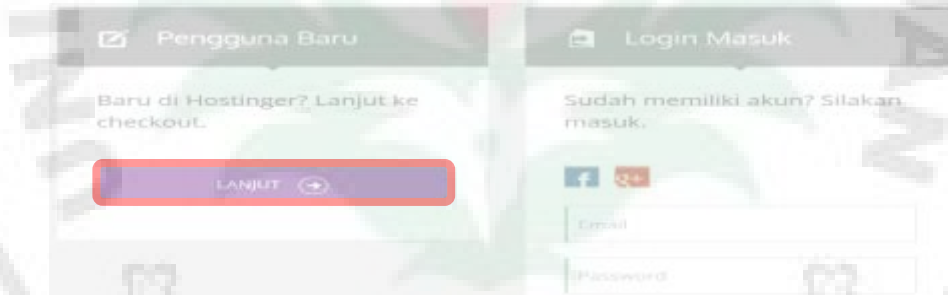 Pengguna Baru
Baru di Hostinger? Lanjut ke
checkout.
LANJUT
Login Masuk
Sudah memiliki akun? Silakan
masuk.
f g+
Email
Password